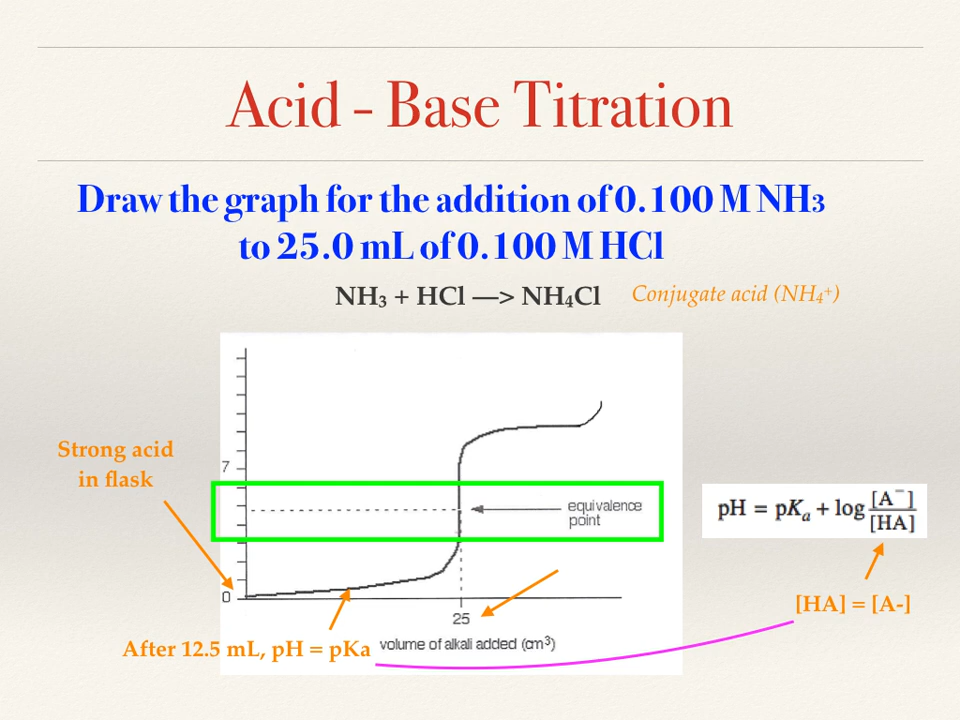 Acid - Base Titration
Draw the graph for the addition of 0.100 M NH₃
to 25.0 mL of 0.100 M HCl
NH₃ + HCl —> NH₄Cl
Conjugate acid (NH₄⁺)
Strong acid
in flask
7
equivalence
point
0
25
volume of alkali added (cm³)
After 12.5 mL, pH = pKa
pH = pKₐ + log [A⁻]/[HA]
[HA] = [A-]